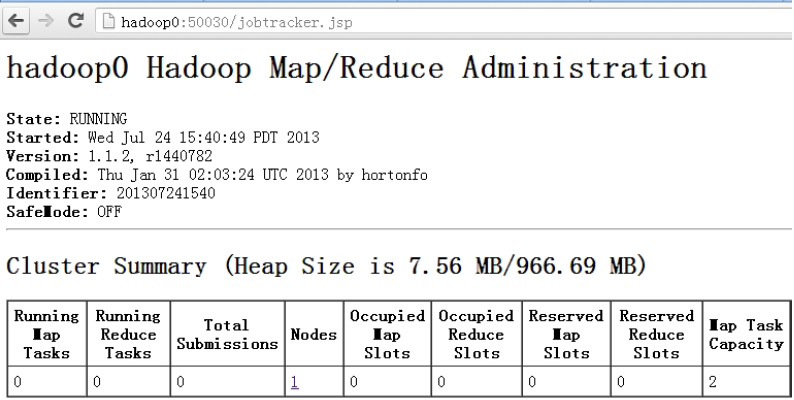 hadoop0:50030/jobtracker.jsp
hadoop0 Hadoop Map/Reduce Administration
State: RUNNING
Started: Wed Jul 24 15:40:49 PDT 2013
Version: 1.1.2, r1440782
Compiled: Thu Jan 31 02:03:24 UTC 2013 by hortonfo
Identifier: 201307241540
SafeMode: OFF
Cluster Summary (Heap Size is 7.56 MB/966.69 MB)
Running Map Tasks Running Reduce Tasks Total Submissions Nodes Occupied Map Slots Occupied Reduce Slots Reserved Map Slots Reserved Reduce Slots Map Task Capacity
0 0 0 1 0 0 0 0 2